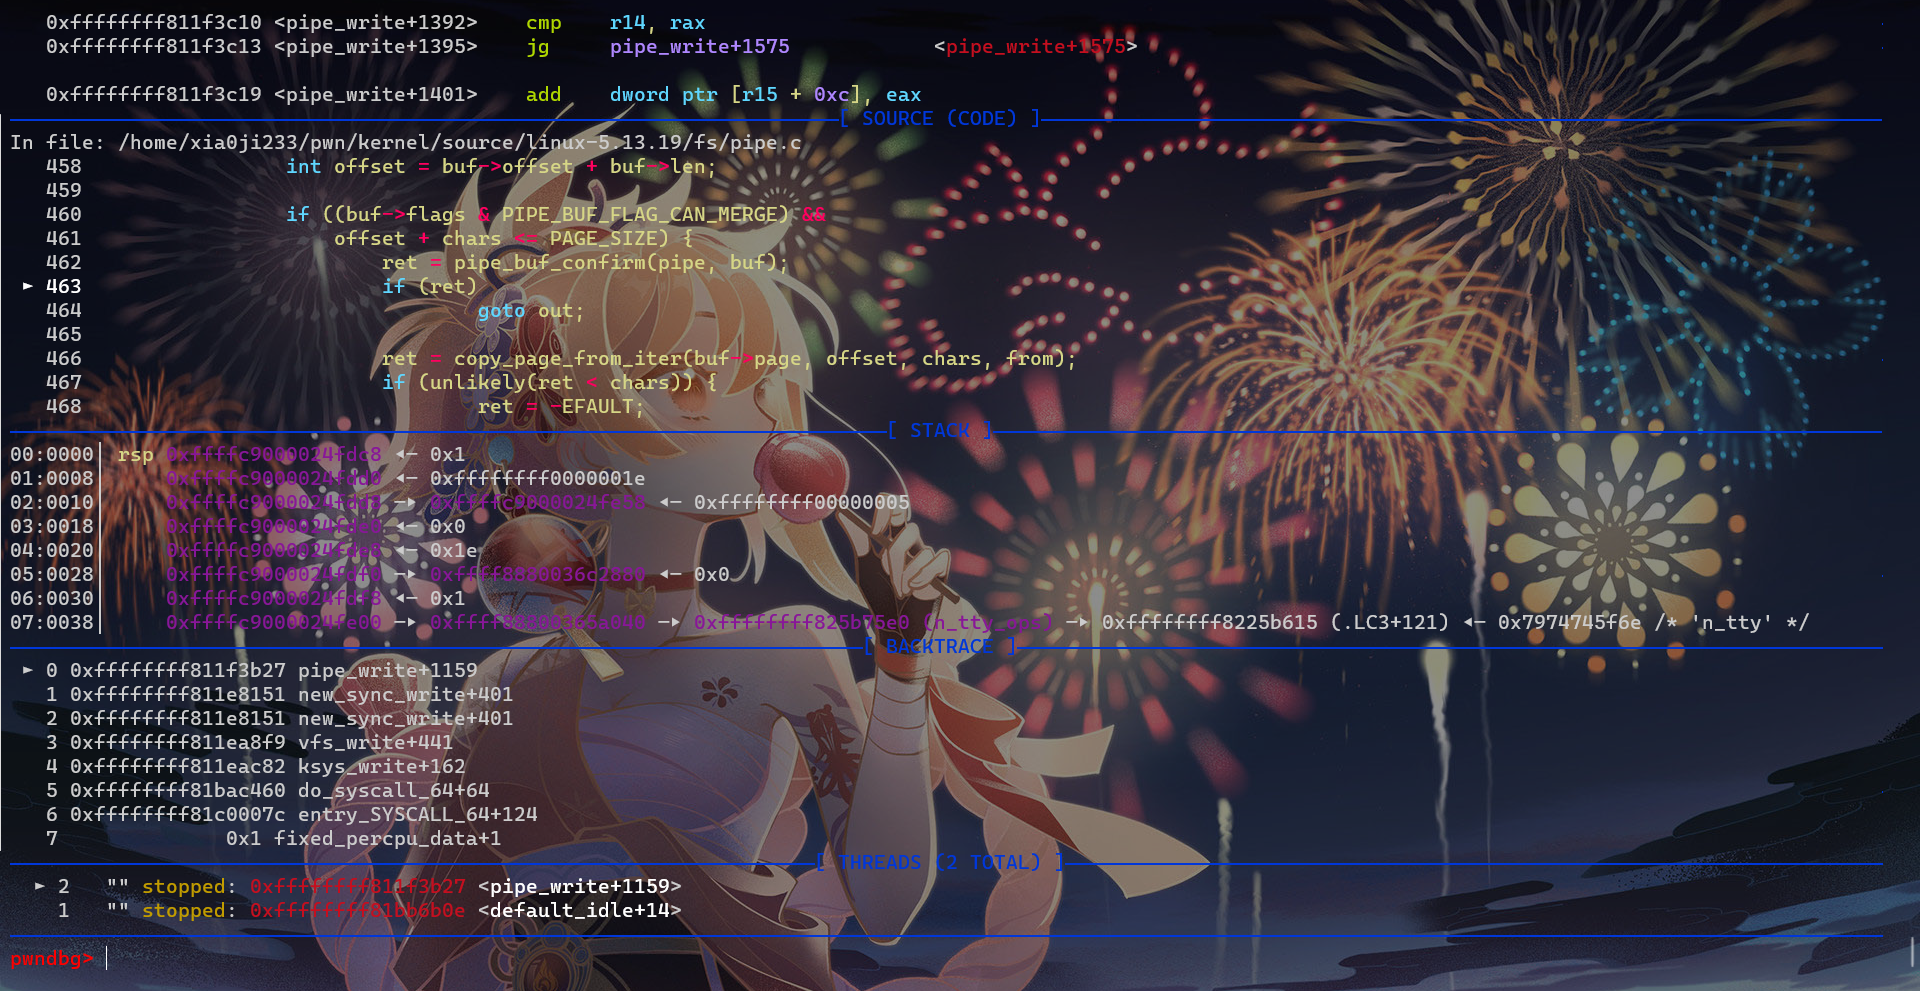 0xffffffff811f3c10 <pipe_write+1392>    cmp    r14, rax
0xffffffff811f3c13 <pipe_write+1395>    jg     pipe_write+1575            <pipe_write+1575>
0xffffffff811f3c19 <pipe_write+1401>    add    dword ptr [r15 + 0xc], eax
[ SOURCE (CODE) ]
In file: /home/xia0ji233/pwn/kernel/source/linux-5.13.19/fs/pipe.c
458                 int offset = buf->offset + buf->len;
459
460                 if ((buf->flags & PIPE_BUF_FLAG_CAN_MERGE) &&
461                     offset + chars <= PAGE_SIZE) {
462                         ret = pipe_buf_confirm(pipe, buf);
► 463                         if (ret)
464                                 goto out;
465
466                         ret = copy_page_from_iter(buf->page, offset, chars, from);
467                         if (unlikely(ret < chars)) {
468                                 ret = -EFAULT;
[ STACK ]
00:0000│ rsp 0xffffc9000024fdc8 ◂— 0x1
01:0008│     0xffffc9000024fdd0 ◂— 0xffffffff0000001e
02:0010│     0xffffc9000024fdd8 —▸ ◂— 0xffffffff00000005
03:0018│     0xffffc9000024fde0 ◂— 0x0
04:0020│     0xffffc9000024fde8 ◂— 0x1e
05:0028│     0xffffc9000024fdf0 —▸ 0xffff8880036c2880 ◂— 0x0
06:0030│     0xffffc9000024fdf8 ◂— 0x1
07:0038│     0xffffc9000024fe00 —▸ —▸ (n_tty_ops) —▸ 0xffffffff8225b615 (.LC3+121) ◂— 0x7974745f6e /* 'n_tty' */
[ BACKTRACE ]
► 0 0xffffffff811f3b27 pipe_write+1159
1 0xffffffff811e8151 new_sync_write+401
2 0xffffffff811e8151 new_sync_write+401
3 0xffffffff811ea8f9 vfs_write+441
4 0xffffffff811eac82 ksys_write+162
5 0xffffffff81bac460 do_syscall_64+64
6 0xffffffff81c0007c entry_SYSCALL_64+124
7              0x1 fixed_percpu_data+1
[ THREADS (2 TOTAL) ]
► 2   "" stopped: 0xffffffff811f3b27 <pipe_write+1159>
1   "" stopped: 0xffffffff81bb6b0e <default_idle+14>
pwndbg>